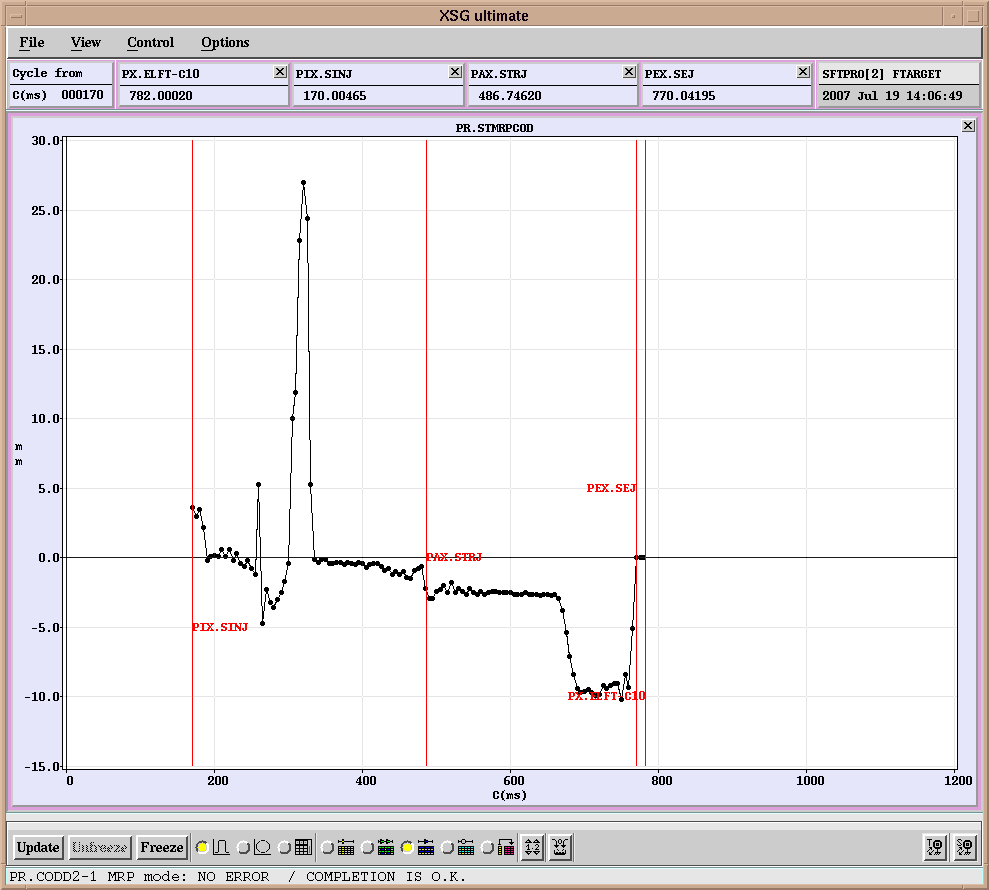 XSG ultimate
File View Control Options
Cycle from PX.ELFT-C10 PIX.SINJ PAX.STRJ PEX.SEJ SFTPRO[2] FTARGET
C(ms) 000170 782.00020 170.00465 486.74620 770.04195 2007 Jul 19 14:06:49
PR.STMRPCOD
30.0
25.0
20.0
15.0
10.0
m
m
5.0
PEX.SEJ
0.0
PAX.STRJ
-5.0
PIX.SINJ
-10.0
PX.ELFT-C10
-15.0
0 200 400 600 800 1000 1200
C(ms)
Update Unfreeze Freeze
PR.CODD2-1 MRP mode: NO ERROR / COMPLETION IS O.K.